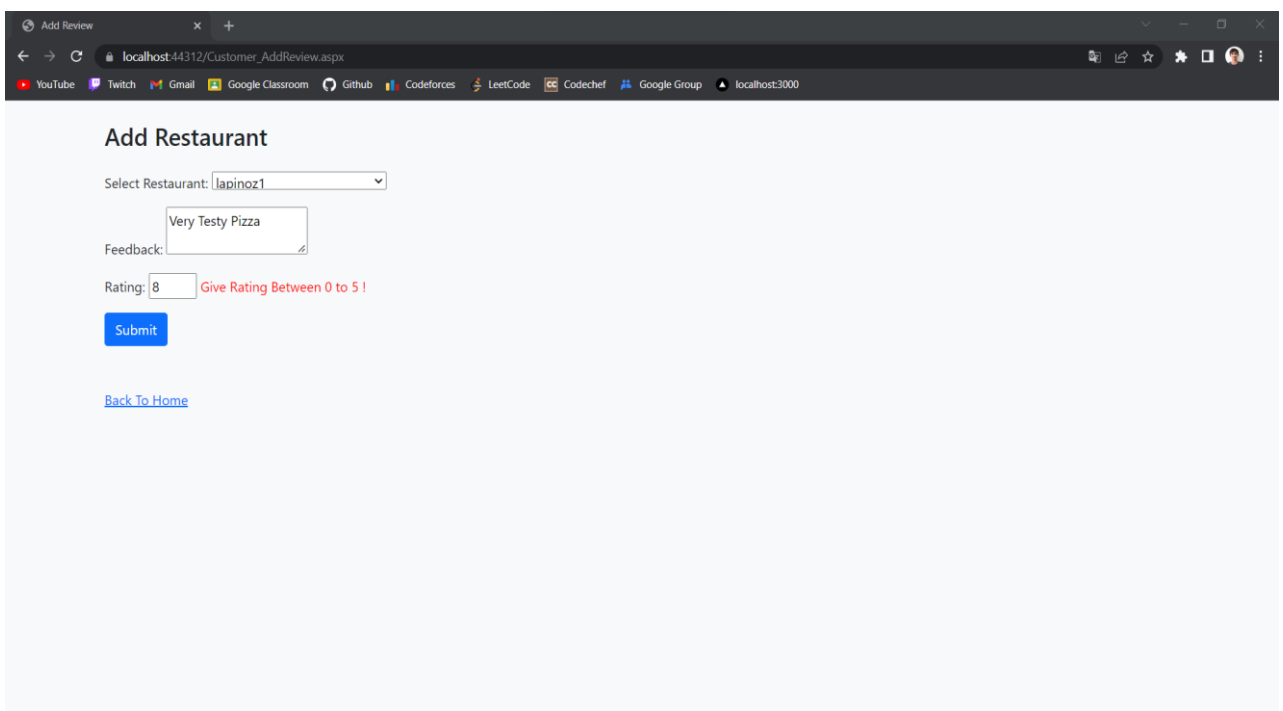 Add Review
localhost:44312/Customer_AddReview.aspx
YouTube Twitch Gmail Google Classroom Github Codeforces LeetCode CC Codechef Google Group localhost:3000
Add Restaurant
Select Restaurant: lapinoz1
Very Testy Pizza
Feedback:
Rating: 8 Give Rating Between 0 to 5 !
Submit
Back To Home